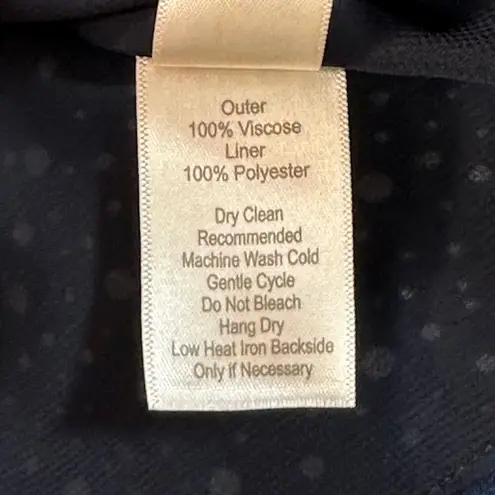 Outer
100% Viscose
Liner
100% Polyester
Dry Clean
Recommended
Machine Wash Cold
Gentle Cycle
Do Not Bleach
Hang Dry
Low Heat Iron Backside
Only If Necessary